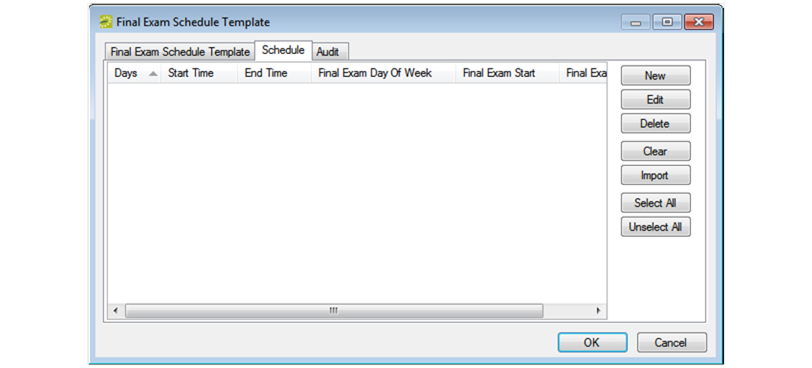 Final Exam Schedule Template
Final Exam Schedule Template Schedule Audit
Days Start Time End Time Final Exam Day Of Week Final Exam Start Final Exa
New
Edit
Delete
Clear
Import
Select All
Unselect All
OK Cancel